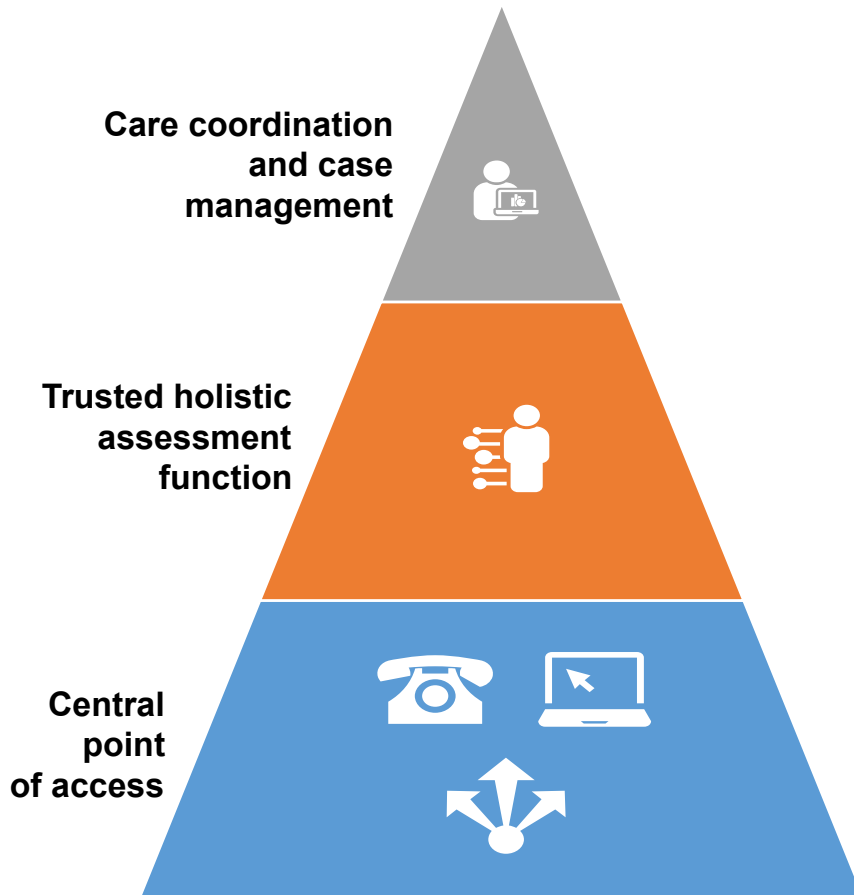 Care coordination
and case
management
Trusted holistic
assessment
function
Central
point
of access